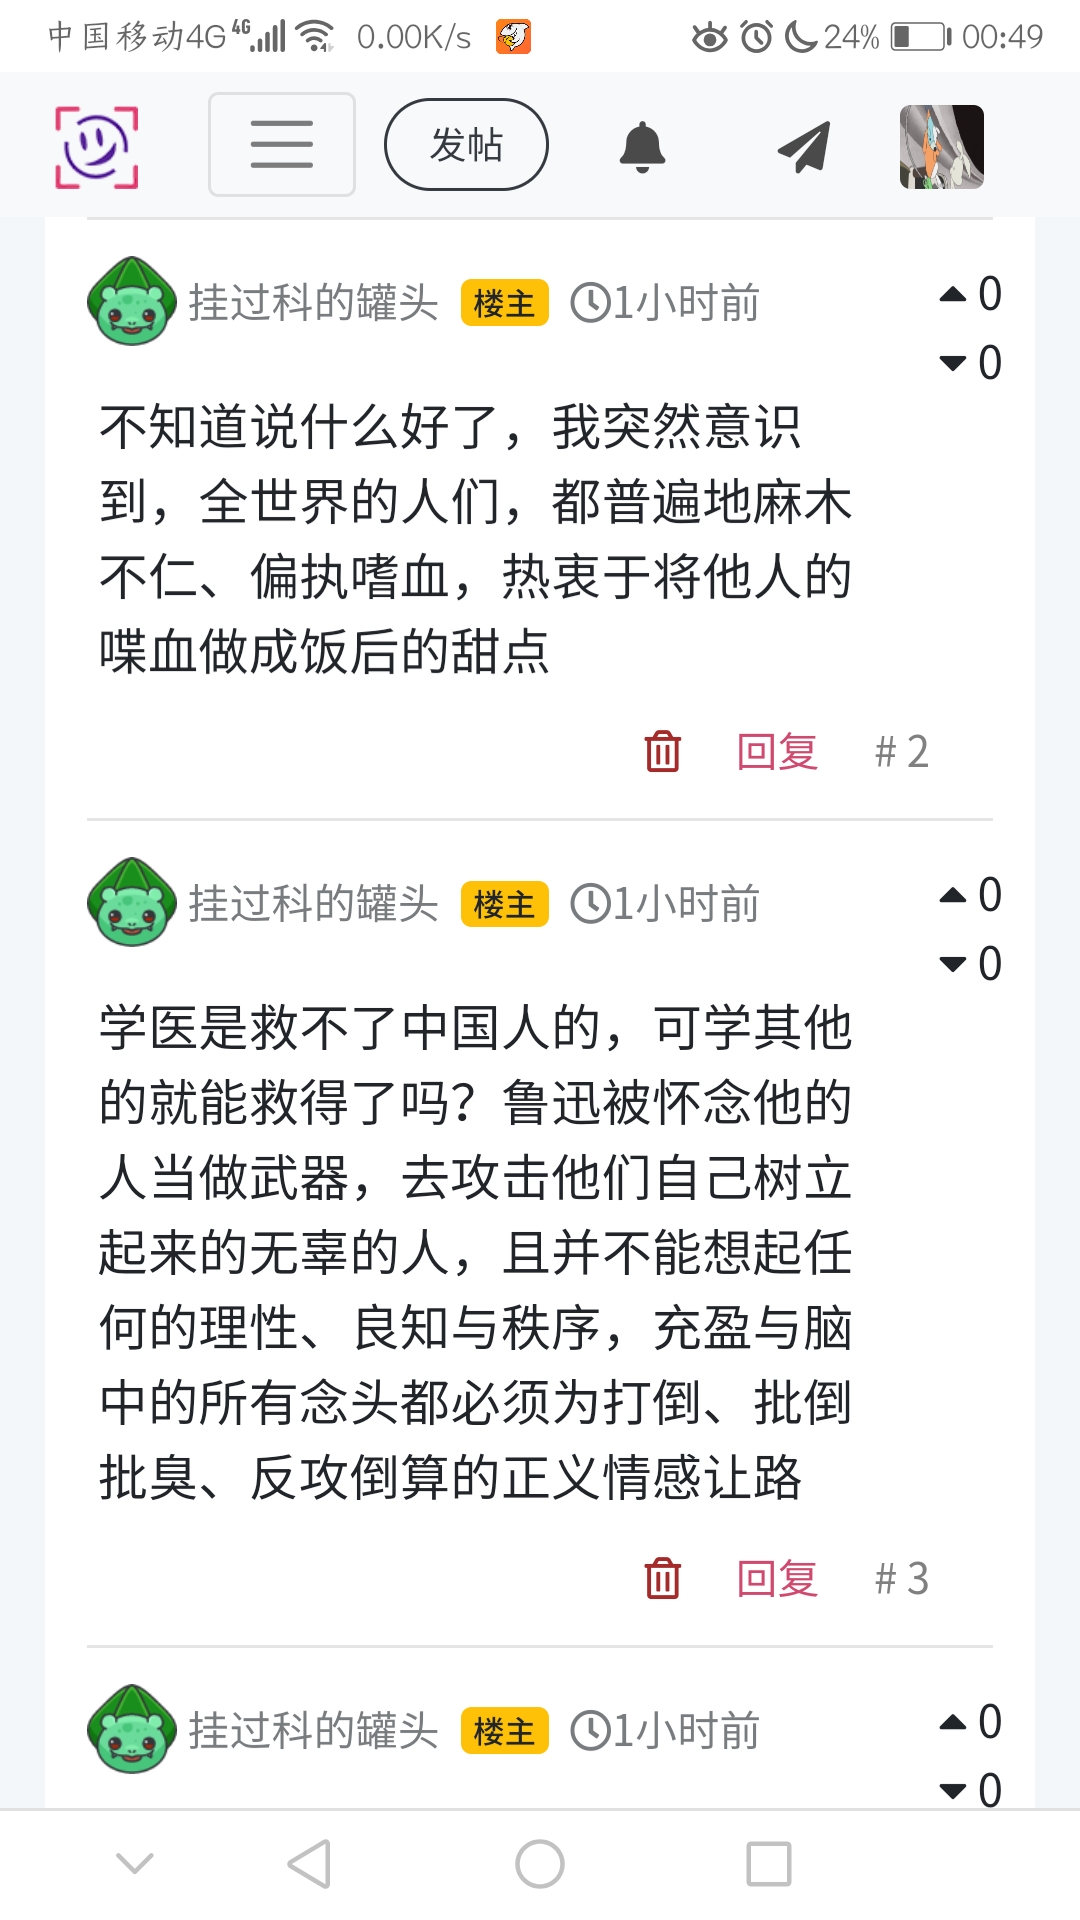 中国移动4G 4G 0.00K/s 24% 00:49
发帖
挂过科的罐头 楼主 1小时前 0
0
不知道说什么好了，我突然意识
到，全世界的人们，都普遍地麻木
不仁、偏执嗜血，热衷于将他人的
喋血做成饭后的甜点
回复 # 2
挂过科的罐头 楼主 1小时前 0
0
学医是救不了中国人的，可学其他
的就能救得了吗？鲁迅被怀念他的
人当做武器，去攻击他们自己树立
起来的无辜的人，且并不能想起任
何的理性、良知与秩序，充盈与脑
中的所有念头都必须为打倒、批倒
批臭、反攻倒算的正义情感让路
回复 # 3
挂过科的罐头 楼主 1小时前 0
0